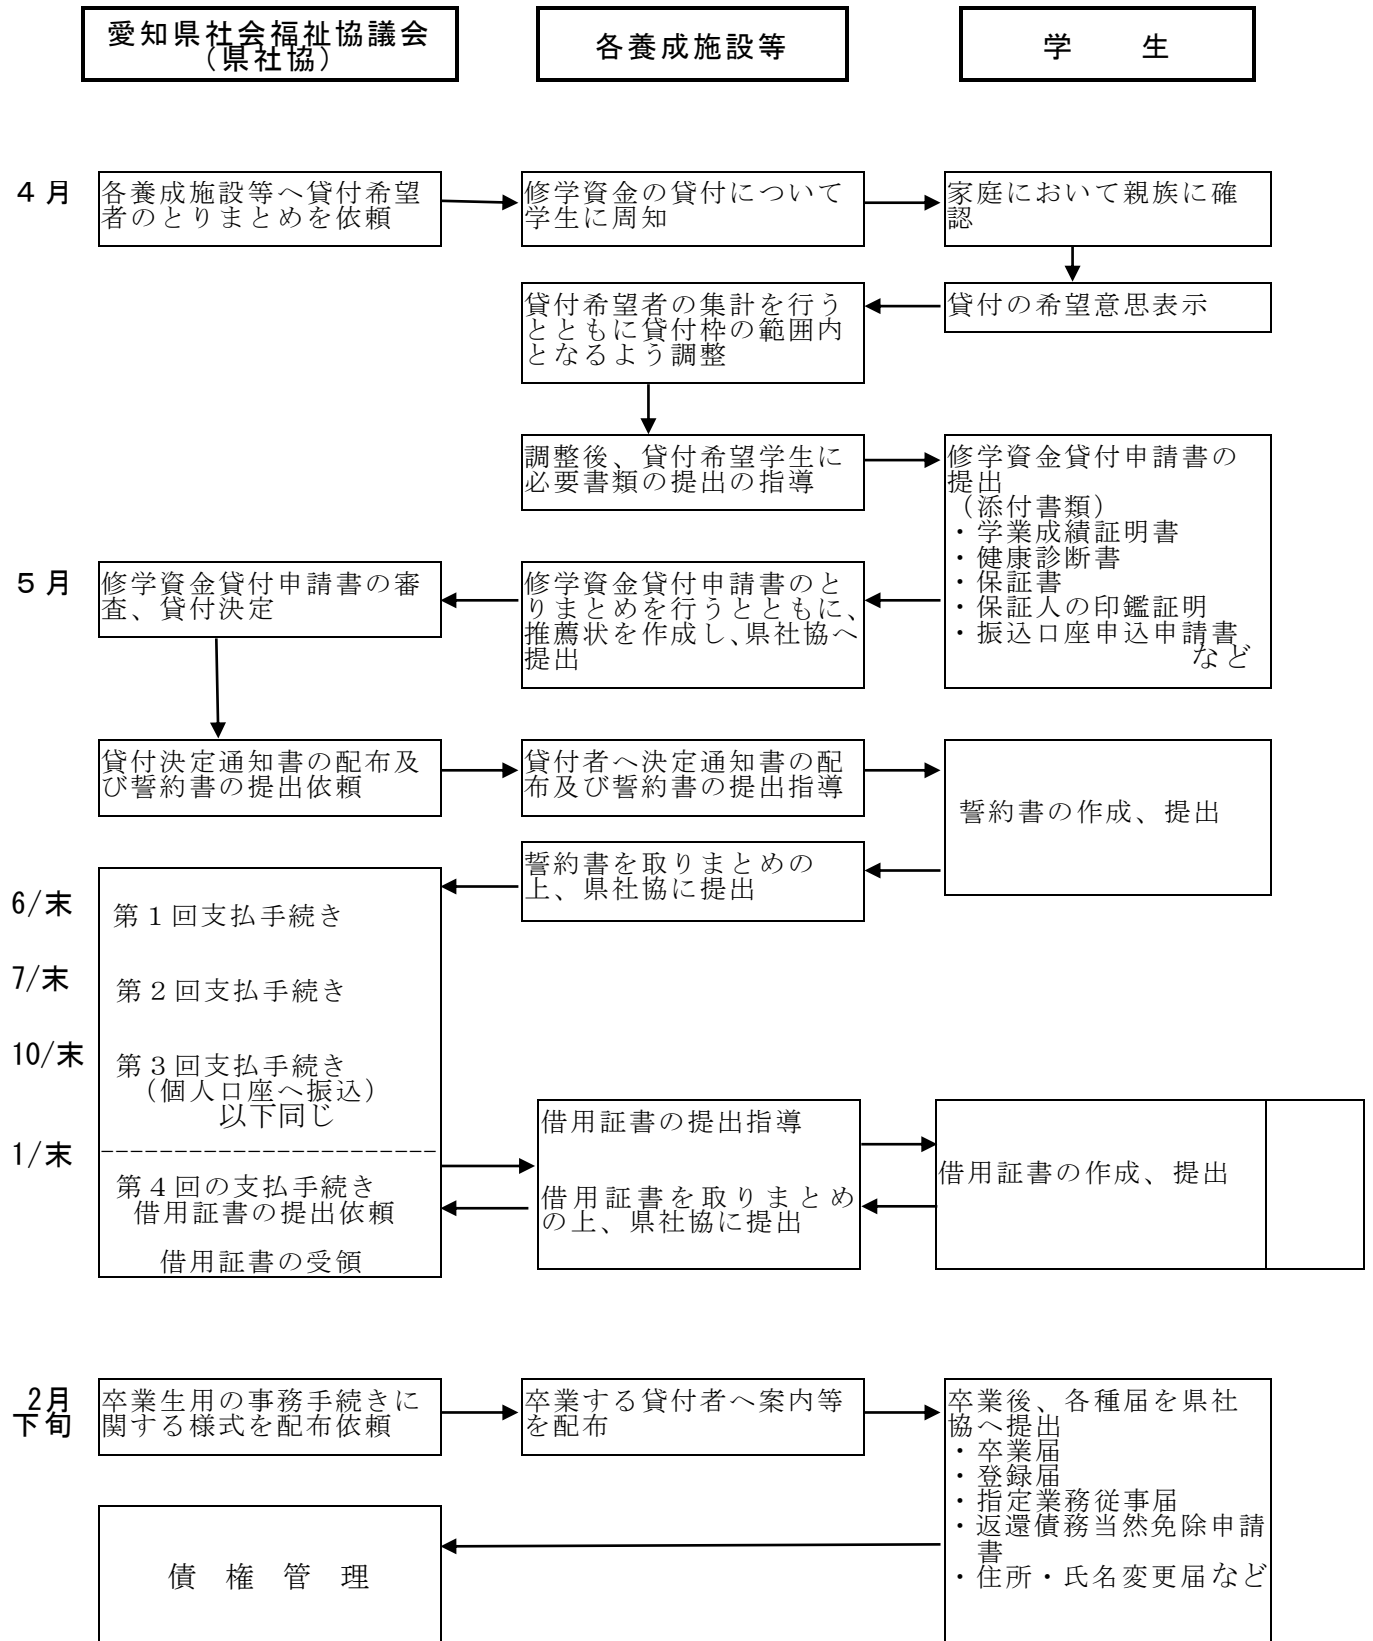 愛知県社会福祉協議会
（県社協）
各養成施設等
学　　生
４月
各養成施設等へ貸付希望
者のとりまとめを依頼
修学資金の貸付について
学生に周知
家庭において親族に確
認
貸付希望者の集計を行う
とともに貸付枠の範囲内
となるよう調整
貸付の希望意思表示
調整後、貸付希望学生に
必要書類の提出の指導
修学資金貸付申請書の
提出
（添付書類）
・学業成績証明書
・健康診断書
・保証書
・保証人の印鑑証明
・振込口座申込申請書
など
５月
修学資金貸付申請書の審
査、貸付決定
修学資金貸付申請書のと
りまとめを行うとともに、
推薦状を作成し、県社協へ
提出
貸付決定通知書の配布及
び誓約書の提出依頼
貸付者へ決定通知書の配
布及び誓約書の提出指導
誓約書の作成、提出
誓約書を取りまとめの
上、県社協に提出
6/末
第１回支払手続き
7/末
第２回支払手続き
10/末
第３回支払手続き
（個人口座へ振込）
以下同じ
1/末
第４回の支払手続き
借用証書の提出依頼
借用証書の受領
借用証書の提出指導
借用証書を取りまとめ
の上、県社協に提出
借用証書の作成、提出
2月
下旬
卒業生用の事務手続きに
関する様式を配布依頼
卒業する貸付者へ案内等
を配布
卒業後、各種届を県社
協へ提出
・卒業届
・登録届
・指定業務従事届
・返還債務当然免除申請
書
・住所・氏名変更届など
債　権　管　理